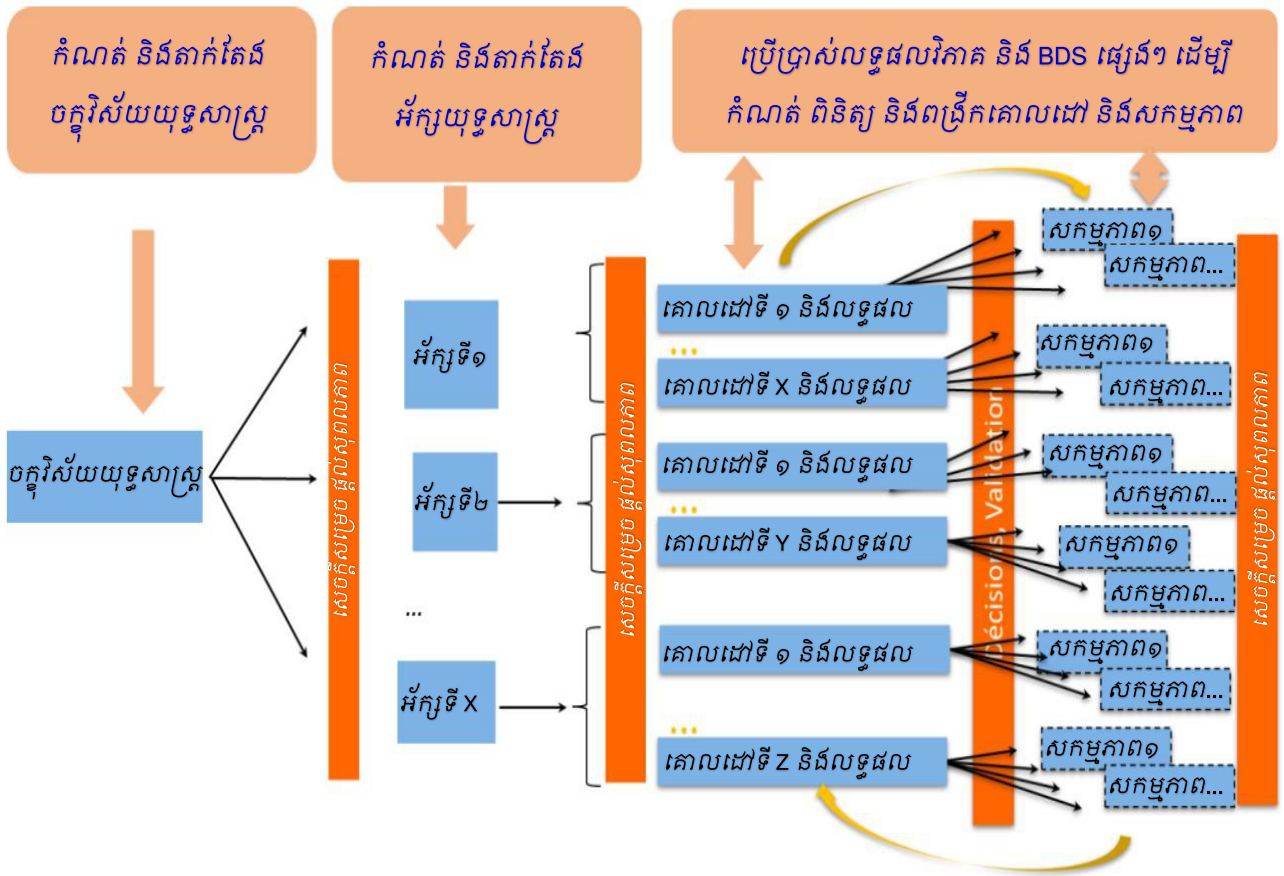 កំណត់ និងតាក់តែង
ចក្ខុវិស័យយុទ្ធសាស្ត្រ
កំណត់ និងតាក់តែង
អ័ក្សយុទ្ធសាស្ត្រ
ប្រើប្រាស់លទ្ធផលវិភាគ និង BDS ផ្សេងៗ ដើម្បី
កំណត់ ពិនិត្យ និងពង្រីកគោលដៅ និងសកម្មភាព
ចក្ខុវិស័យយុទ្ធសាស្ត្រ
សេចក្តីសម្រេច ផ្តល់សុពលភាព
អ័ក្សទី១
អ័ក្សទី២
...
អ័ក្សទី X
សេចក្តីសម្រេច ផ្តល់សុពលភាព
គោលដៅទី ១ និងលទ្ធផល
...
គោលដៅទី X និងលទ្ធផល
គោលដៅទី ១ និងលទ្ធផល
...
គោលដៅទី Y និងលទ្ធផល
គោលដៅទី ១ និងលទ្ធផល
...
គោលដៅទី Z និងលទ្ធផល
Décisions, Validation
សកម្មភាព១
សកម្មភាព...
សកម្មភាព១
សកម្មភាព...
សកម្មភាព១
សកម្មភាព...
សកម្មភាព១
សកម្មភាព...
សកម្មភាព១
សកម្មភាព...
សកម្មភាព១
សកម្មភាព...
សេចក្តីសម្រេច ផ្តល់សុពលភាព